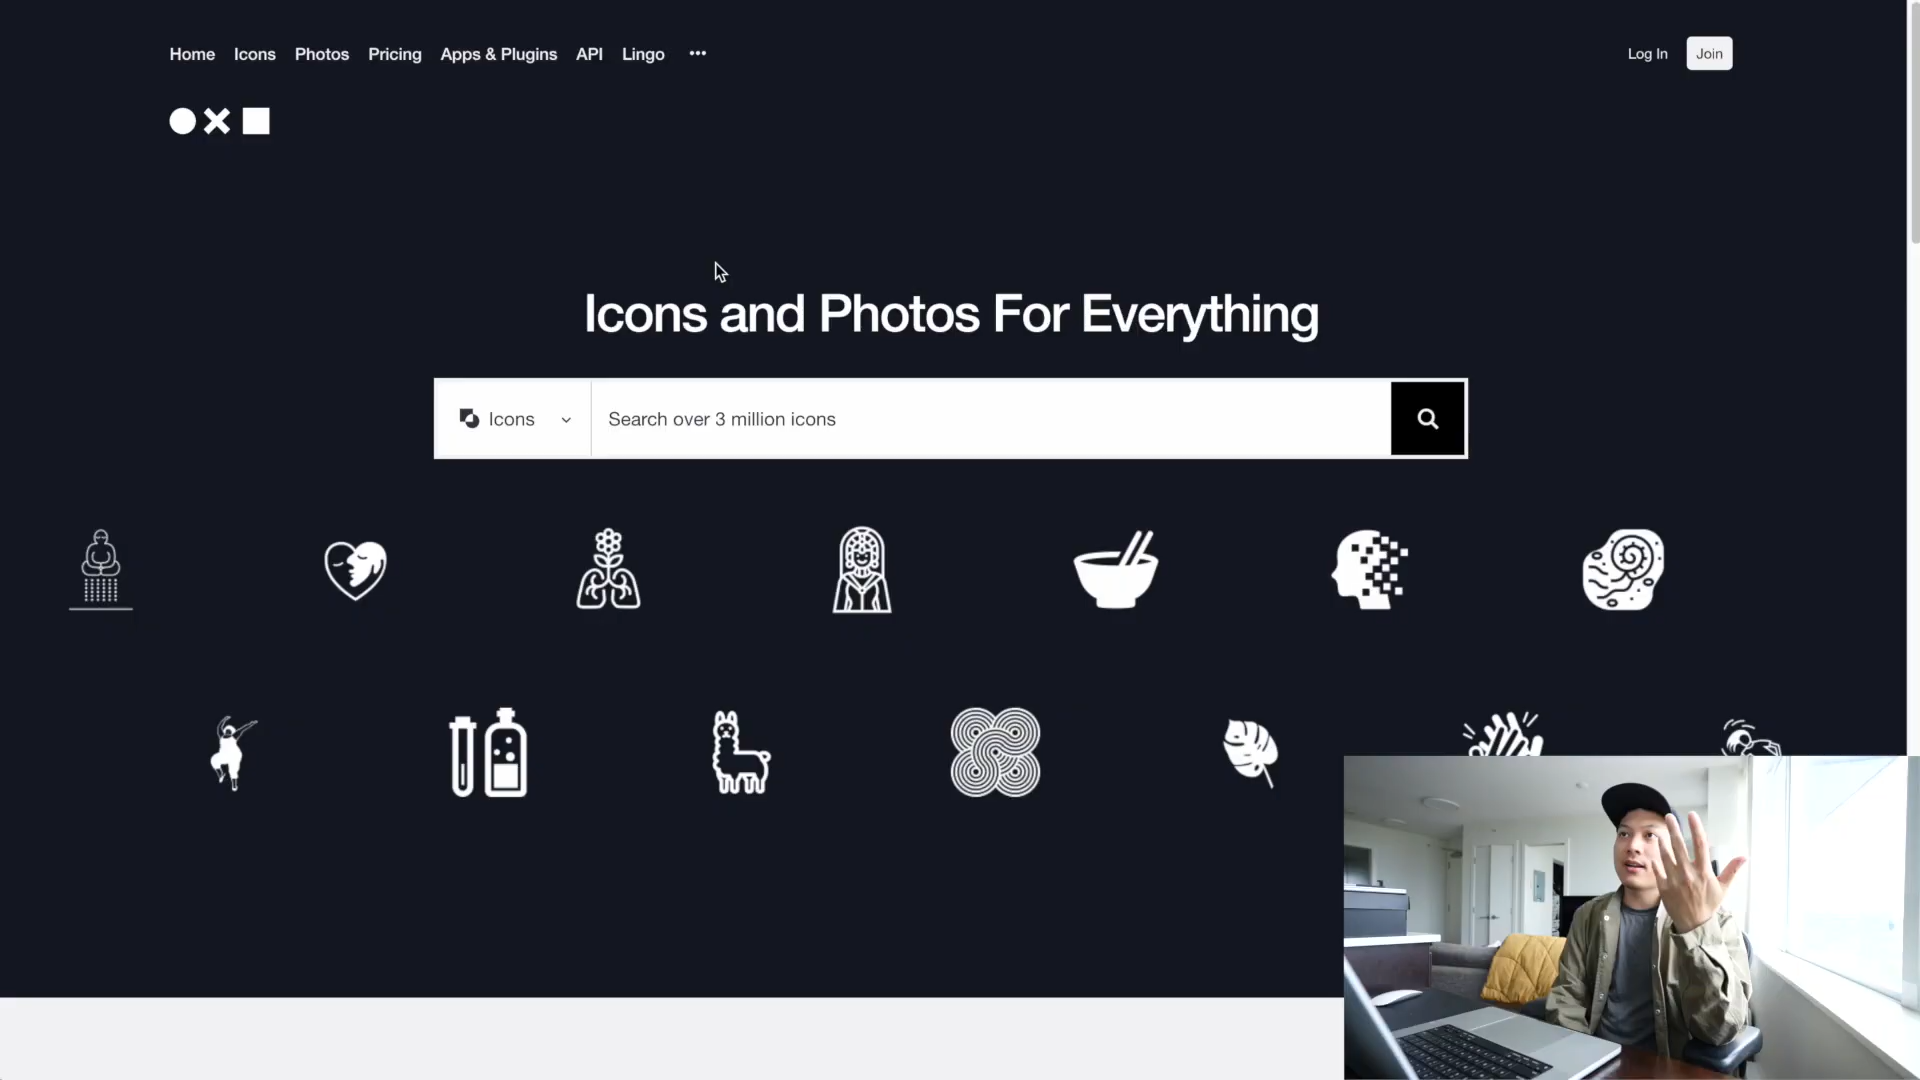 Home Icons Photos Pricing Apps & Plugins API Lingo •••
Log In Join
Icons and Photos For Everything
Icons Search over 3 million icons